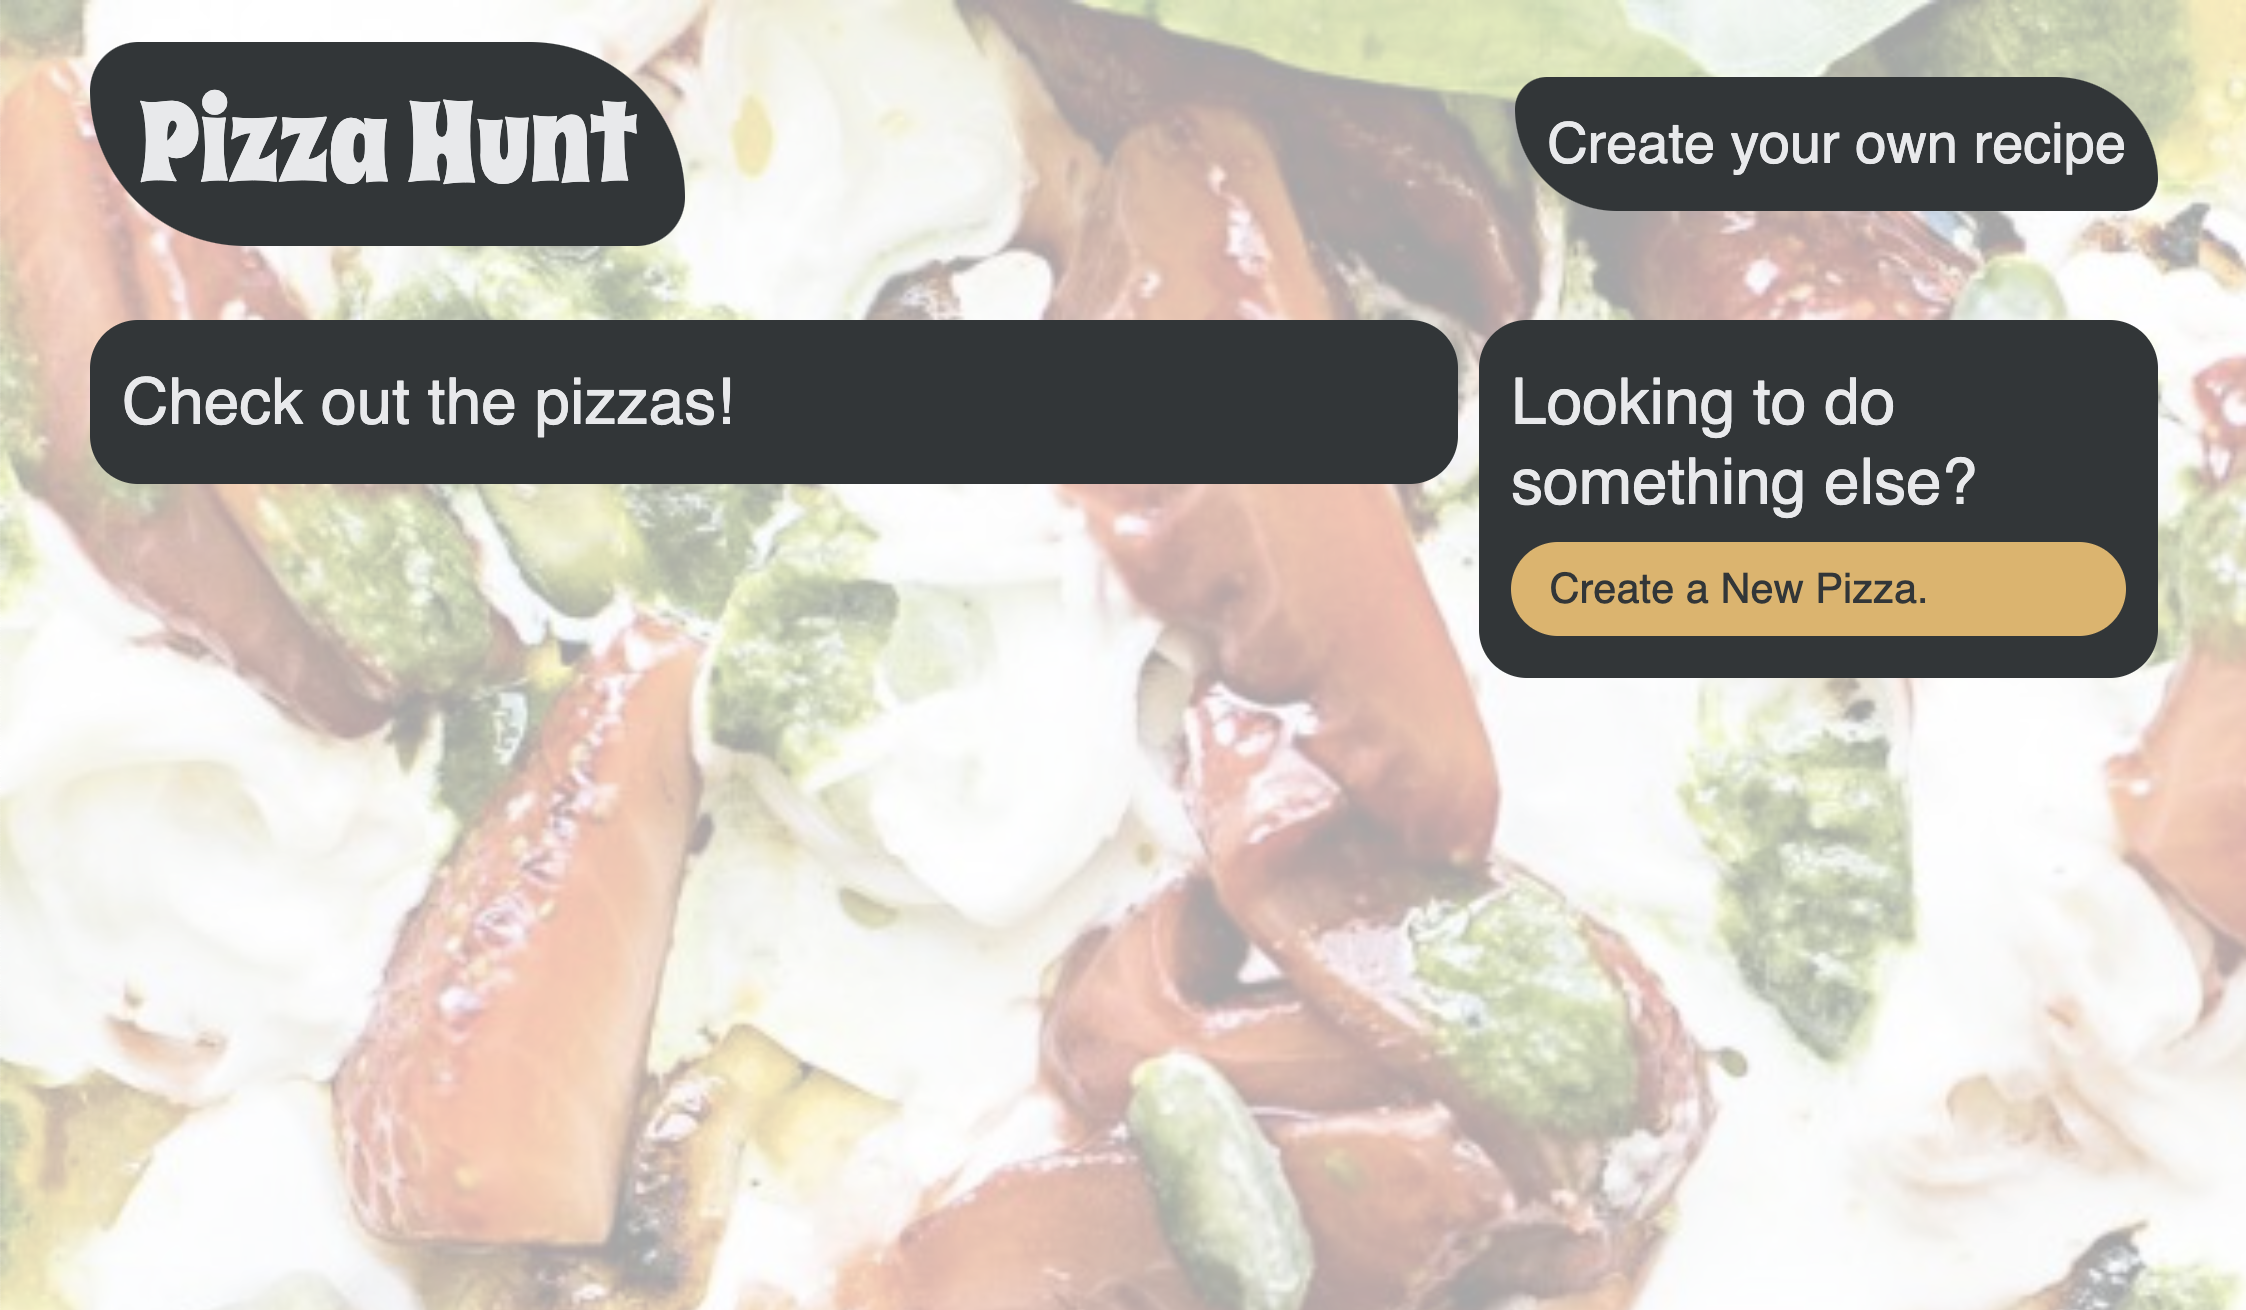 Pizza Hunt
Create your own recipe
Check out the pizzas!
Looking to do
something else?
Create a New Pizza.